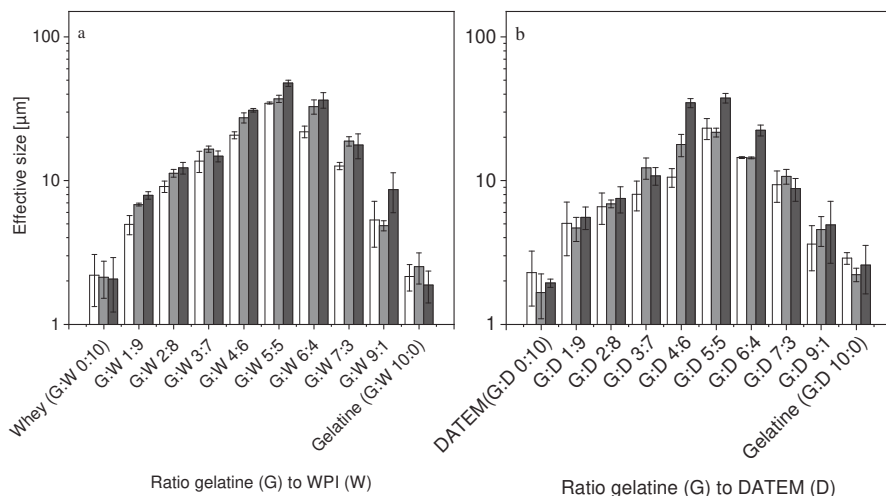 a
100
10
1
Effective size [µm]
Whey (G:W 0:10)
G:W 1:9
G:W 2:8
G:W 3:7
G:W 4:6
G:W 5:5
G:W 6:4
G:W 7:3
G:W 9:1
Gelatine (G:W 10:0)
Ratio gelatine (G) to WPI (W)
b
100
10
1
DATEM(G:D 0:10)
G:D 1:9
G:D 2:8
G:D 3:7
G:D 4:6
G:D 5:5
G:D 6:4
G:D 7:3
G:D 9:1
Gelatine (G:D 10:0)
Ratio gelatine (G) to DATEM (D)